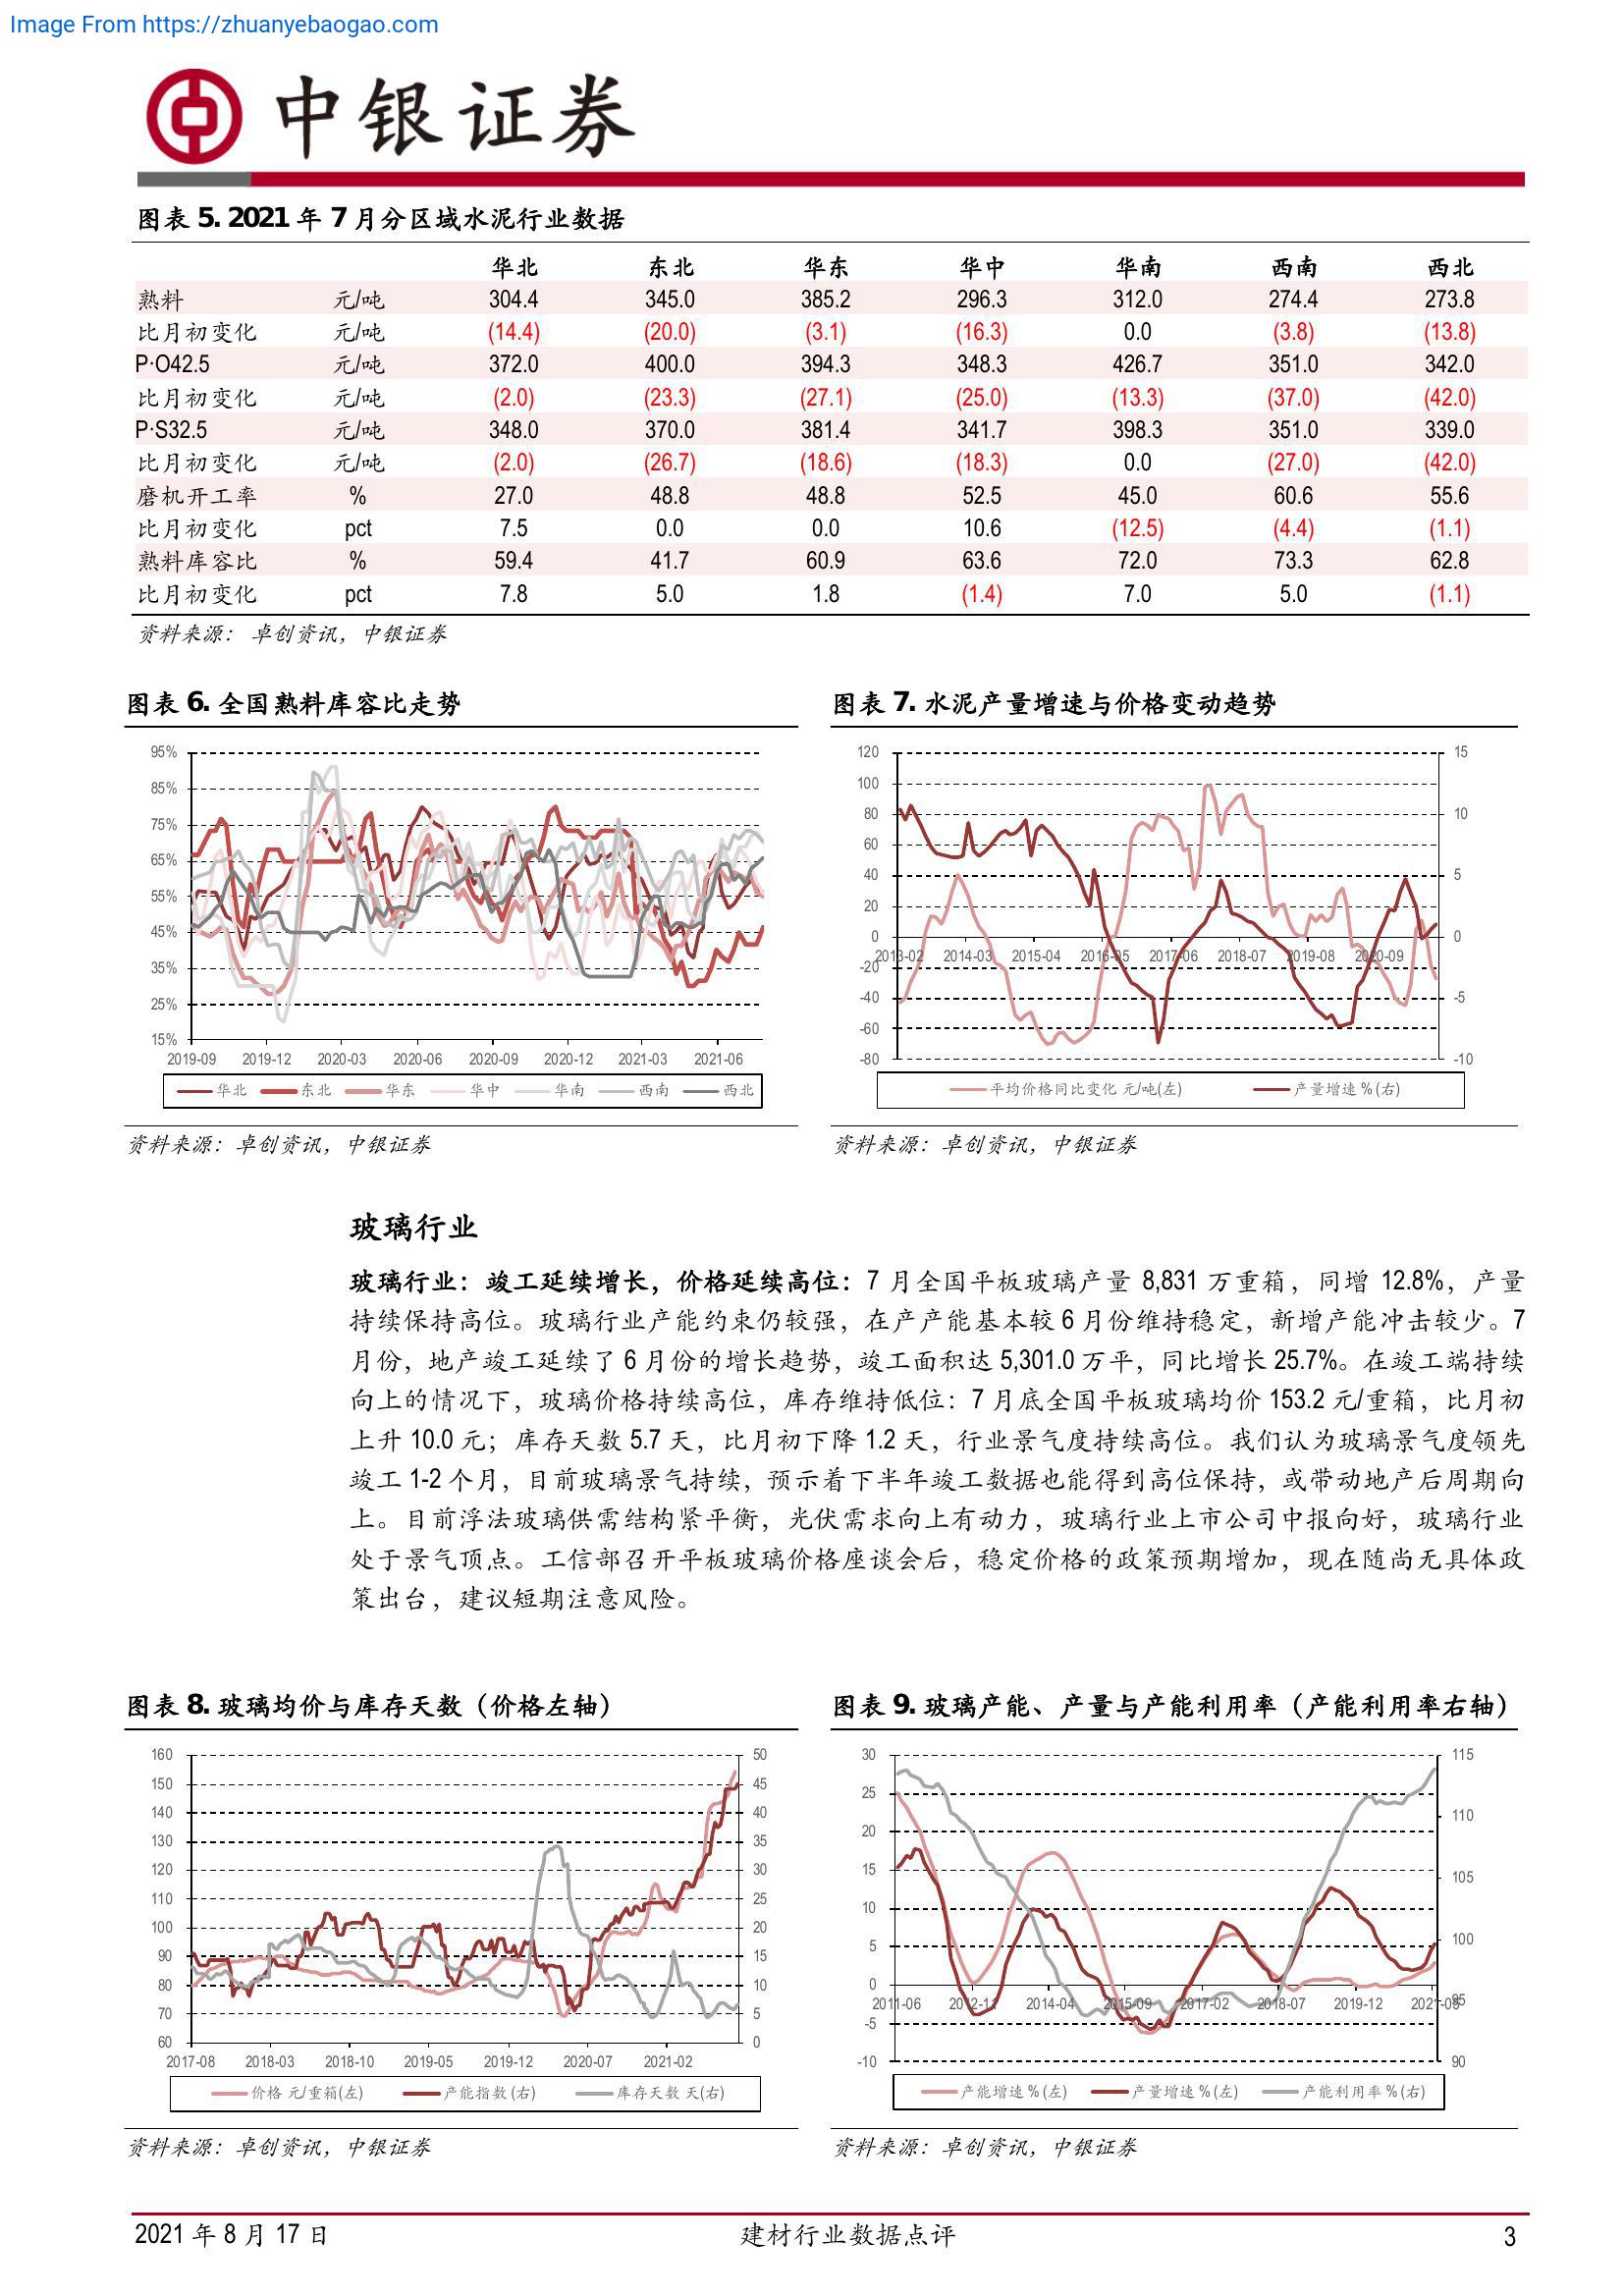 Image From https://zhuanyebaogao.com
中银证券
图表 5. 2021 年 7 月分区域水泥行业数据
华北 东北 华东 华中 华南 西南 西北
熟料 元/吨 304.4 345.0 385.2 296.3 312.0 274.4 273.8
比月初变化 元/吨 (14.4) (20.0) (3.1) (16.3) 0.0 (3.8) (13.8)
P·O42.5 元/吨 372.0 400.0 394.3 348.3 426.7 351.0 342.0
比月初变化 元/吨 (2.0) (23.3) (27.1) (25.0) (13.3) (37.0) (42.0)
P·S32.5 元/吨 348.0 370.0 381.4 341.7 398.3 351.0 339.0
比月初变化 元/吨 (2.0) (26.7) (18.6) (18.3) 0.0 (27.0) (42.0)
磨机开工率 % 27.0 48.8 48.8 52.5 45.0 60.6 55.6
比月初变化 pct 7.5 0.0 0.0 10.6 (12.5) (4.4) (1.1)
熟料库容比 % 59.4 41.7 60.9 63.6 72.0 73.3 62.8
比月初变化 pct 7.8 5.0 1.8 (1.4) 7.0 5.0 (1.1)
资料来源： 卓创资讯，中银证券
图表 6. 全国熟料库容比走势
95%
85%
75%
65%
55%
45%
35%
25%
15%
2019-09 2019-12 2020-03 2020-06 2020-09 2020-12 2021-03 2021-06
华北 东北 华东 华中 华南 西南 西北
资料来源：卓创资讯，中银证券
图表 7. 水泥产量增速与价格变动趋势
120 15
100
80 10
60
40 5
20
0 0
2013-02 2014-03 2015-04 2016-05 2017-06 2018-07 2019-08 2020-09
-20
-40 -5
-60
-80 -10
平均价格同比变化 元/吨(左) 产量增速 %(右)
资料来源：卓创资讯，中银证券
玻璃行业
玻璃行业：竣工延续增长，价格延续高位：7 月全国平板玻璃产量 8,831 万重箱，同增 12.8%，产量
持续保持高位。玻璃行业产能约束仍较强，在产产能基本较 6 月份维持稳定，新增产能冲击较少。7
月份，地产竣工延续了 6 月份的增长趋势，竣工面积达 5,301.0 万平，同比增长 25.7%。在竣工端持续
向上的情况下，玻璃价格持续高位，库存维持低位：7 月底全国平板玻璃均价 153.2 元/重箱，比月初
上升 10.0 元；库存天数 5.7 天，比月初下降 1.2 天，行业景气度持续高位。我们认为玻璃景气度领先
竣工 1-2 个月，目前玻璃景气持续，预示着下半年竣工数据也能得到高位保持，或带动地产后周期向
上。目前浮法玻璃供需结构紧平衡，光伏需求向上有动力，玻璃行业上市公司中报向好，玻璃行业
处于景气顶点。工信部召开平板玻璃价格座谈会后，稳定价格的政策预期增加，现在随尚无具体政
策出台，建议短期注意风险。
图表 8. 玻璃均价与库存天数（价格左轴）
160 50
150 45
140 40
130 35
120 30
110 25
100 20
90 15
80 10
70 5
60 0
2017-08 2018-03 2018-10 2019-05 2019-12 2020-07 2021-02
价格 元/重箱(左) 产能指数 (右) 库存天数 天(右)
资料来源：卓创资讯，中银证券
图表 9. 玻璃产能、产量与产能利用率（产能利用率右轴）
30 115
25
20 110
15 105
10
5 100
0
2011-06 2012-11 2014-04 2015-09 2017-02 2018-07 2019-12 2021-05 95
-5
-10 90
产能增速 %(左) 产量增速 %(左) 产能利用率 %(右)
资料来源：卓创资讯，中银证券
2021 年 8 月 17 日 建材行业数据点评 3